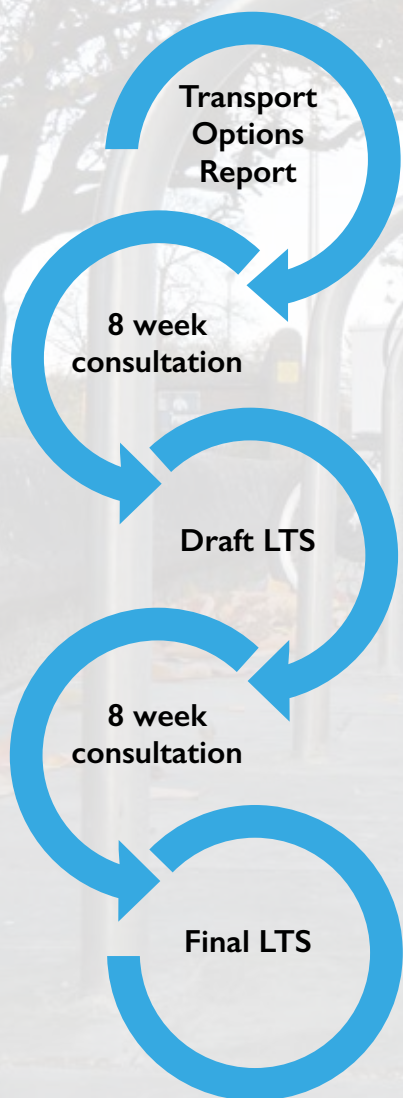 Transport
Options
Report
8 week
consultation
Draft LTS
8 week
consultation
Final LTS